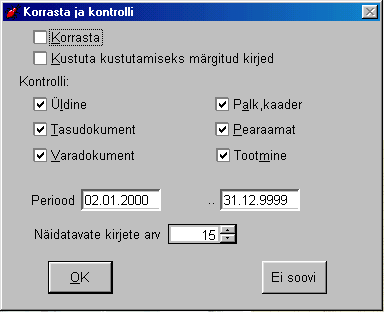 Korrasta ja kontrolli
Korrasta
Kustuta kustutamiseks märgitud kirjed
Kontrolli:
Üldine Palk,kaader
Tasudokument Pearaamat
Varadokument Tootmine
Periood 02.01.2000 .. 31.12.9999
Näidatavate kirjete arv 15
OK Ei soovi